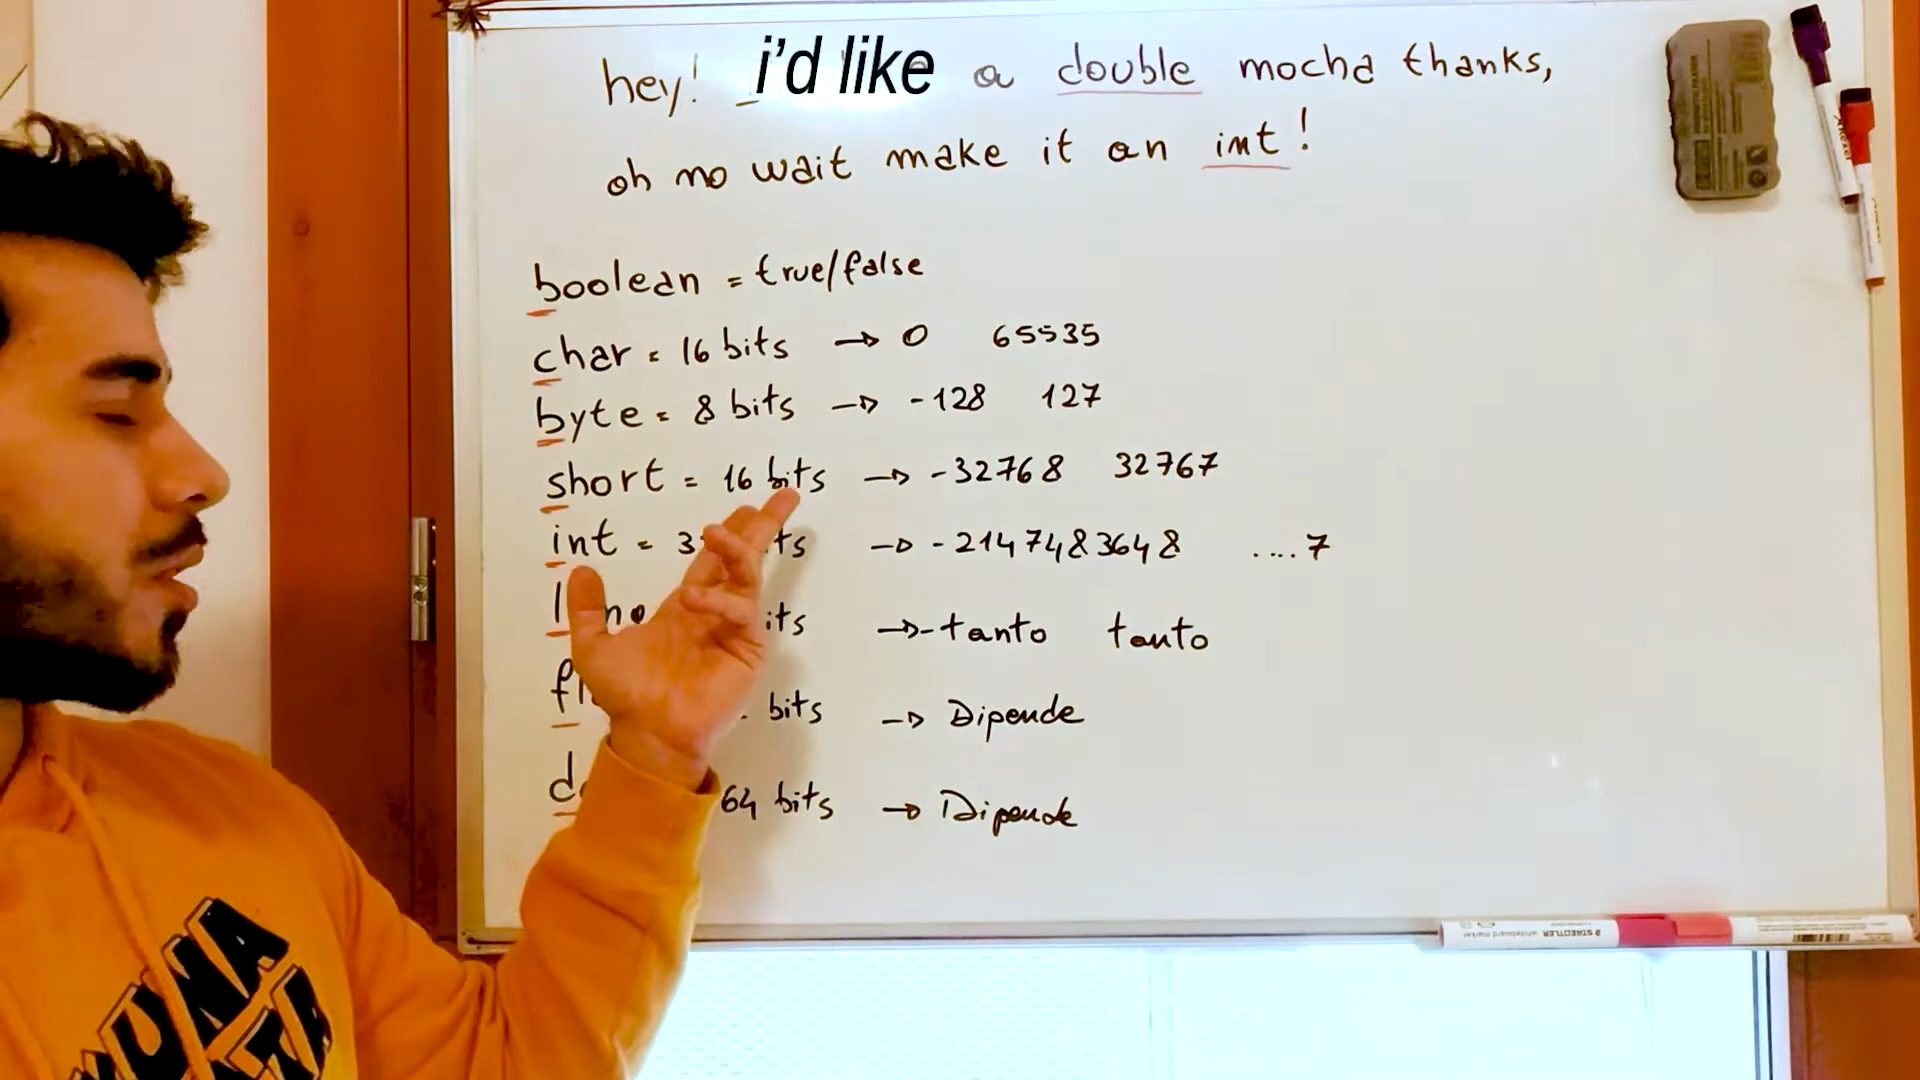 hey! i'd like a double mocha thanks,
oh no wait make it an int!
boolean = true/false
char = 16 bits → 0 65535
byte = 8 bits → -128 127
short = 16 bits → -32768 32767
int = → -2147483648 ....7
→ -tanto tanto
bits → Dipende
64 bits → Dipende
STAEDTLER